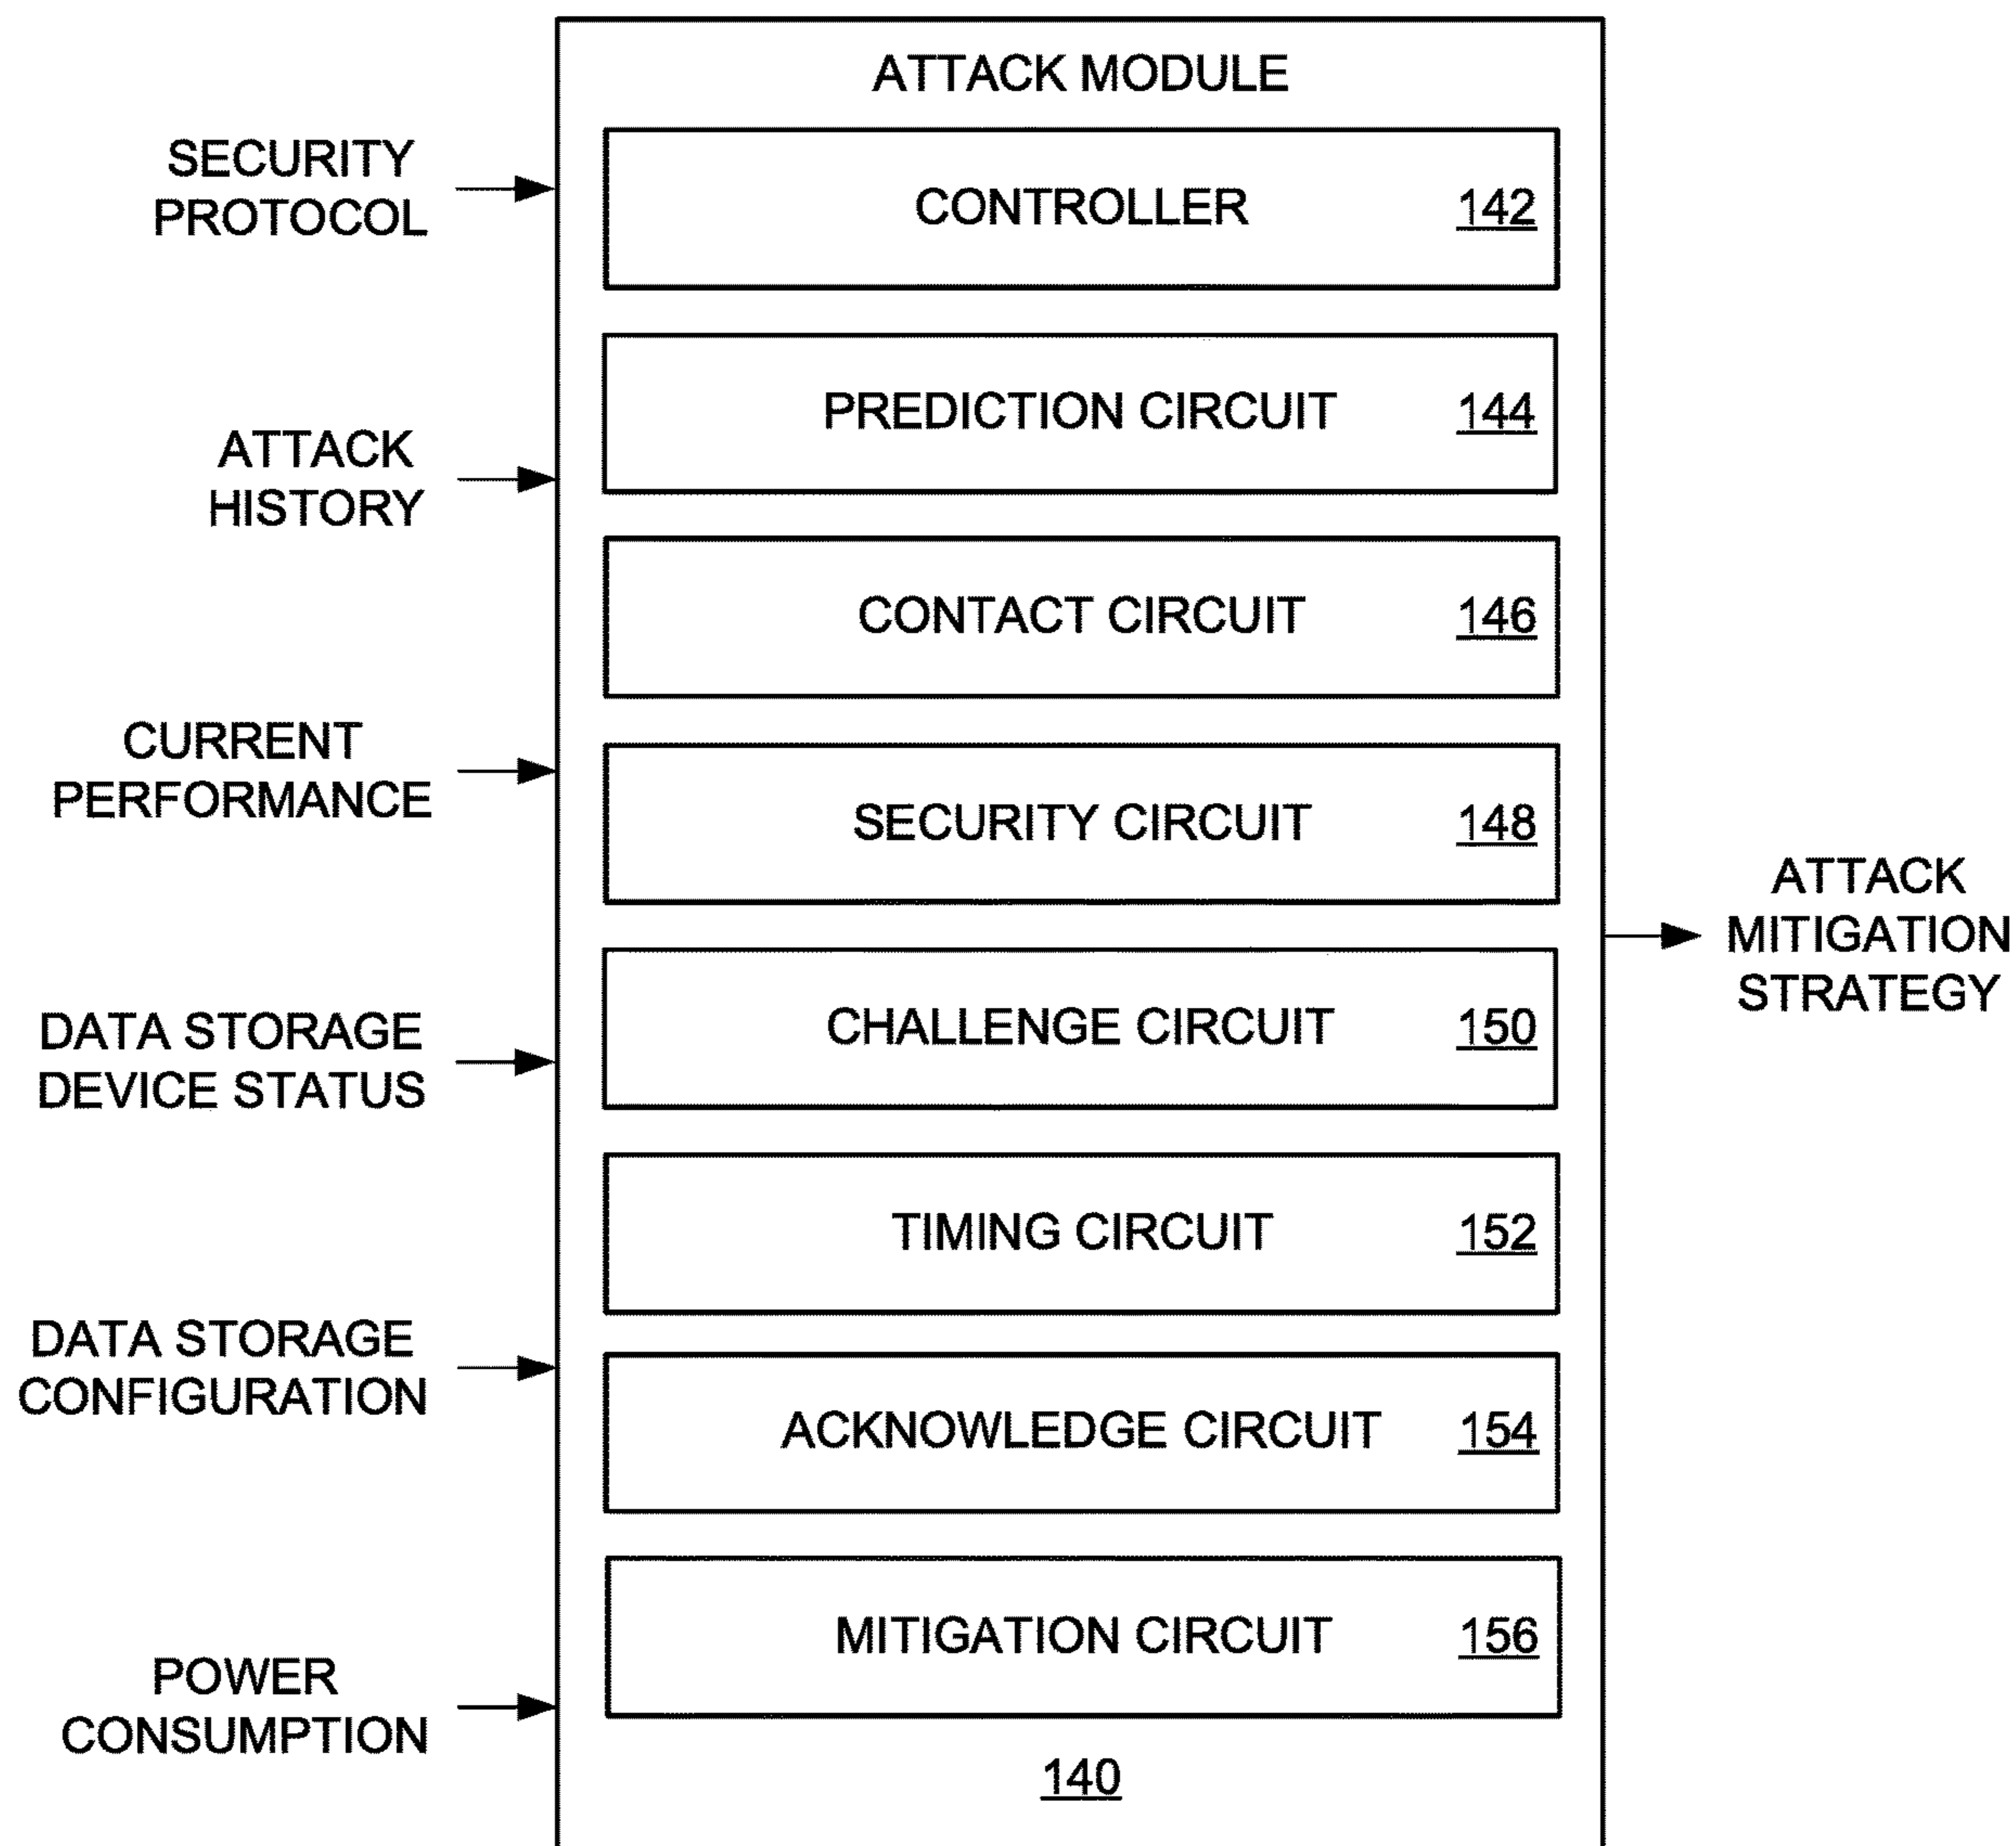 ATTACK MODULE
SECURITY
PROTOCOL
ATTACK
HISTORY
CURRENT
PERFORMANCE
DATA STORAGE
DEVICE STATUS
DATA STORAGE
CONFIGURATION
POWER
CONSUMPTION
CONTROLLER 142
PREDICTION CIRCUIT 144
CONTACT CIRCUIT 146
SECURITY CIRCUIT 148
CHALLENGE CIRCUIT 150
TIMING CIRCUIT 152
ACKNOWLEDGE CIRCUIT 154
MITIGATION CIRCUIT 156
140
ATTACK
MITIGATION
STRATEGY